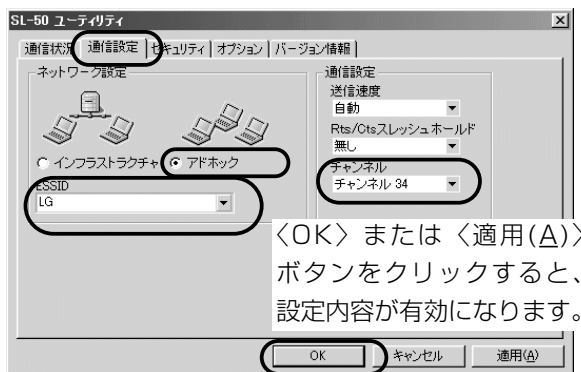 SL-50 ユーティリティ
通信状況 通信設定 セキュリティ オプション バージョン情報
ネットワーク設定
インフラストラクチャ アドホック
ESSID
LG
通信設定
送信速度
自動
Rts/Ctsスレッシュホールド
無し
チャンネル
チャンネル 34
〈OK〉または〈適用(A)〉
ボタンをクリックすると、
設定内容が有効になります。
OK キャンセル 適用(A)